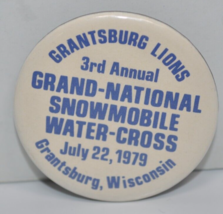 GRANTSBURG LIONS
3rd Annual
GRAND-NATIONAL
SNOWMOBILE
WATER-CROSS
July 22, 1979
Grantsburg, Wisconsin